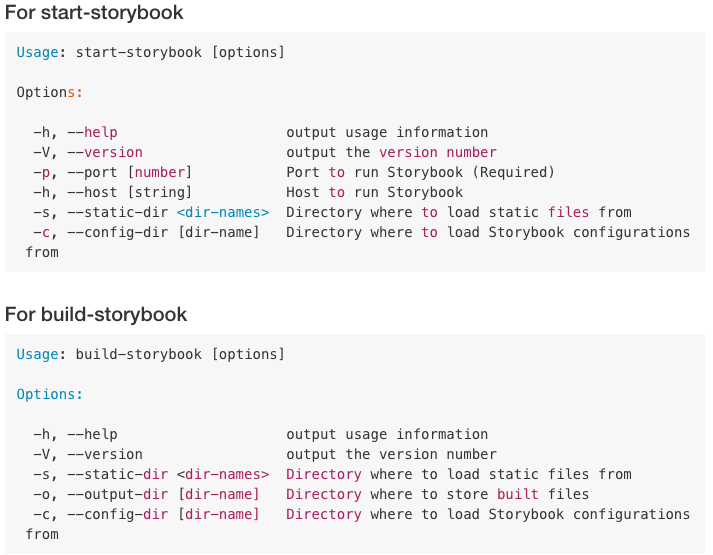 For start-storybook
Usage: start-storybook [options]
Options:
-h, --help                    output usage information
-V, --version                 output the version number
-p, --port [number]           Port to run Storybook (Required)
-h, --host [string]           Host to run Storybook
-s, --static-dir <dir-names>  Directory where to load static files from
-c, --config-dir [dir-name]   Directory where to load Storybook configurations
from
For build-storybook
Usage: build-storybook [options]
Options:
-h, --help                    output usage information
-V, --version                 output the version number
-s, --static-dir <dir-names>  Directory where to load static files from
-o, --output-dir [dir-name]   Directory where to store built files
-c, --config-dir [dir-name]   Directory where to load Storybook configurations
from